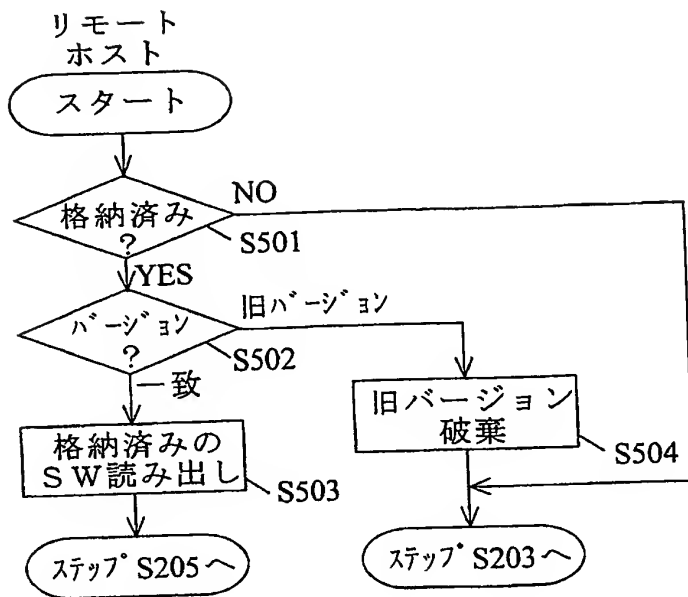 リモート
ホスト
スタート
NO
格納済み
?
S501
YES
旧バージョン
バージョン
?
S502
一致
旧バージョン
破棄
S504
格納済みの
SW読み出し
S503
ステップS205へ
ステップS203へ